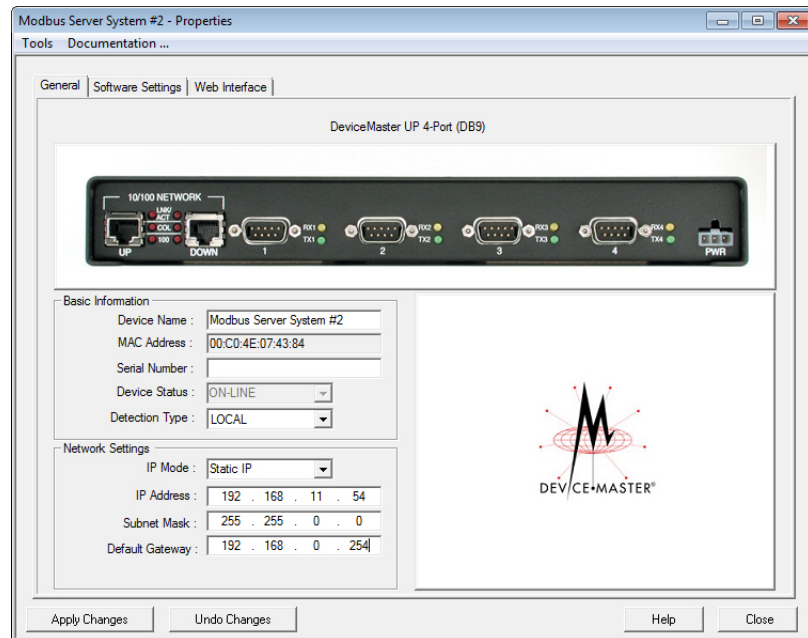 Modbus Server System #2 - Properties
Tools Documentation ...
General Software Settings Web Interface
DeviceMaster UP 4-Port (DB9)
10/100 NETWORK
LNK/
ACT
COL
100
UP DOWN
RX1
TX1
1
RX2
TX2
2
RX3
TX3
3
RX4
TX4
4
PWR
Basic Information
Device Name : Modbus Server System #2
MAC Address : 00:C0:4E:07:43:84
Serial Number :
Device Status : ON-LINE
Detection Type : LOCAL
Network Settings
IP Mode : Static IP
IP Address : 192 . 168 . 11 . 54
Subnet Mask : 255 . 255 . 0 . 0
Default Gateway : 192 . 168 . 0 . 254
DEVICE•MASTER®
Apply Changes Undo Changes Help Close